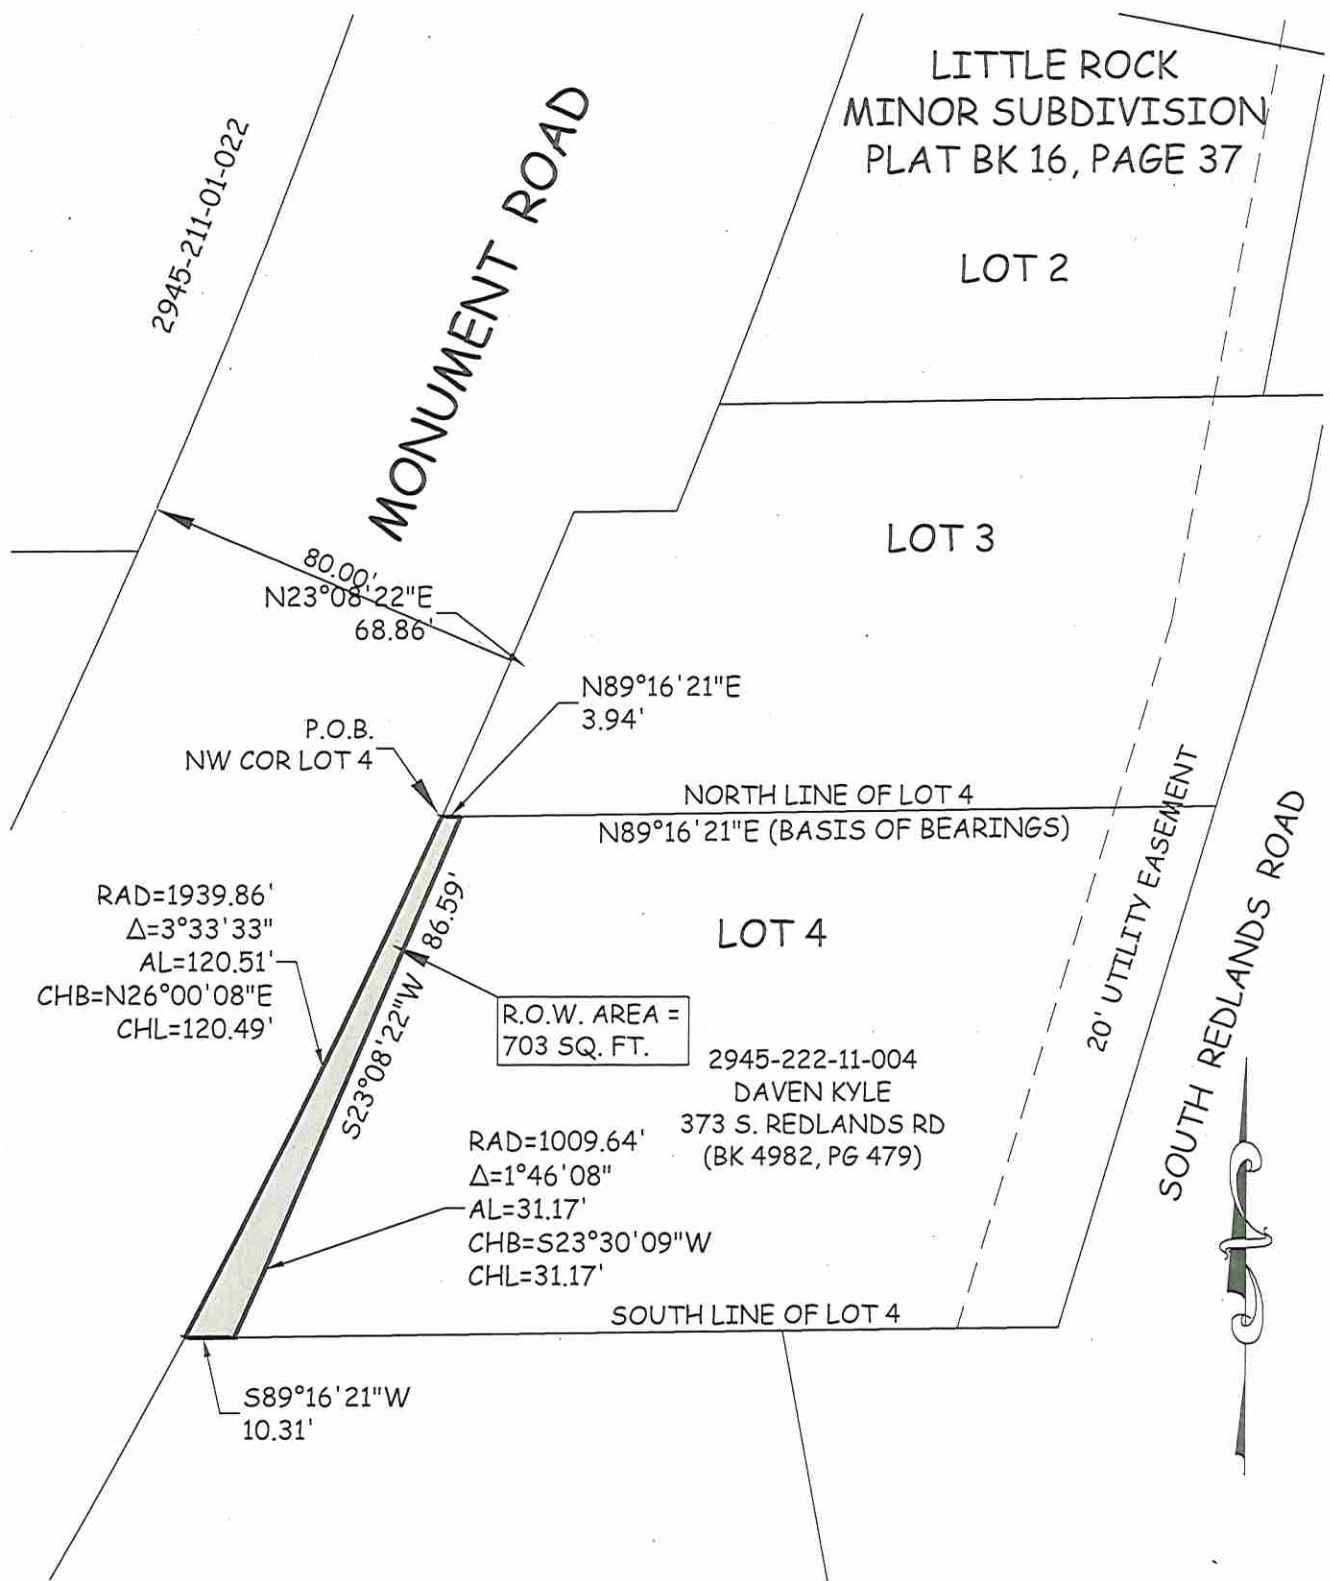 LITTLE ROCK
MINOR SUBDIVISION
PLAT BK 16, PAGE 37
2945-211-01-022
MONUMENT ROAD
LOT 2
LOT 3
80.00'
N23°08'22"E
68.86'
N89°16'21"E
3.94'
P.O.B.
NW COR LOT 4
NORTH LINE OF LOT 4
N89°16'21"E (BASIS OF BEARINGS)
RAD=1939.86'
Δ=3°33'33"
AL=120.51'
CHB=N26°00'08"E
CHL=120.49'
S23°08'22"W 86.59'
LOT 4
20' UTILITY EASEMENT
SOUTH REDLANDS ROAD
R.O.W. AREA =
703 SQ. FT.
2945-222-11-004
DAVEN KYLE
373 S. REDLANDS RD
(BK 4982, PG 479)
RAD=1009.64'
Δ=1°46'08"
AL=31.17'
CHB=S23°30'09"W
CHL=31.17'
SOUTH LINE OF LOT 4
S89°16'21"W
10.31'